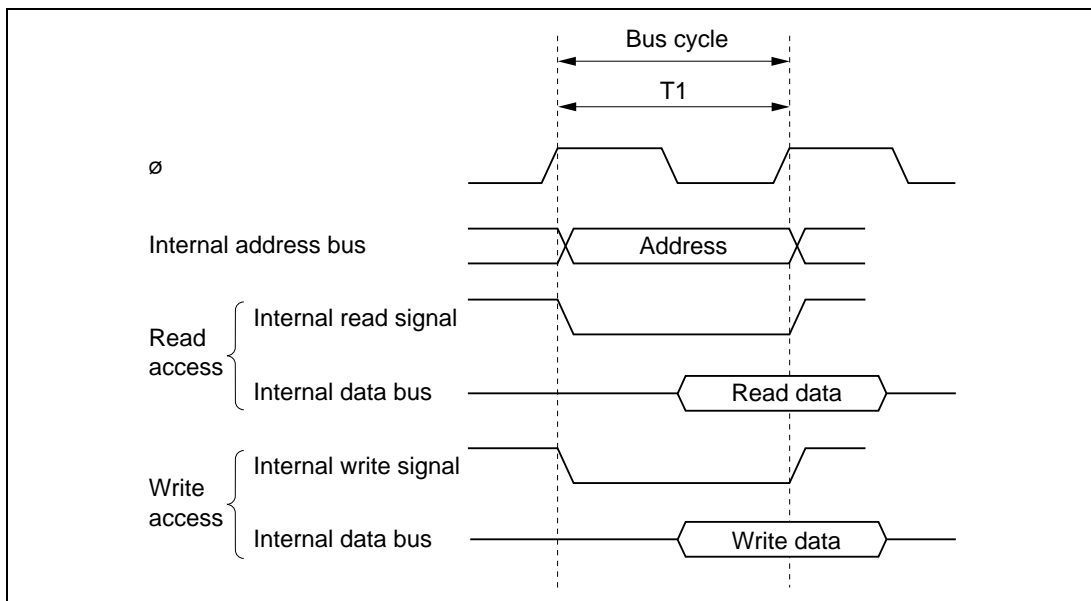 Bus cycle
T1
ø
Internal address bus
Address
Read
access
Internal read signal
Internal data bus
Read data
Write
access
Internal write signal
Internal data bus
Write data